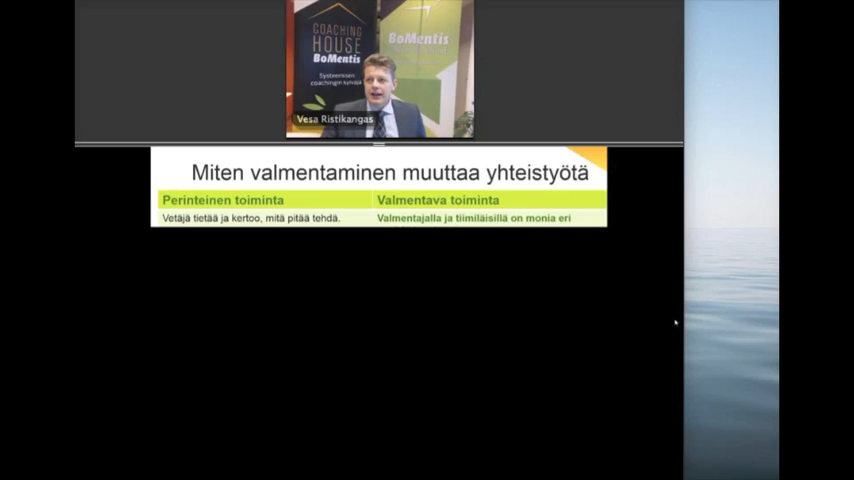 COACHING
HOUSE
BoMentis
Systeemisen
coachingin kylväjä
BoMentis
Vesa Ristikangas
Miten valmentaminen muuttaa yhteistyötä
Perinteinen toiminta
Valmentava toiminta
Vetäjä tietää ja kertoo, mitä pitää tehdä.
Valmentajalla ja tiimiläisillä on monia eri